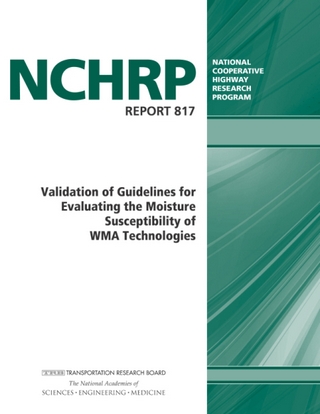 NCHRP
REPORT 817
NATIONAL
COOPERATIVE
HIGHWAY
RESEARCH
PROGRAM
Validation of Guidelines for
Evaluating the Moisture
Susceptibility of
WMA Technologies
TRB TRANSPORTATION RESEARCH BOARD
The National Academies of
SCIENCES • ENGINEERING • MEDICINE